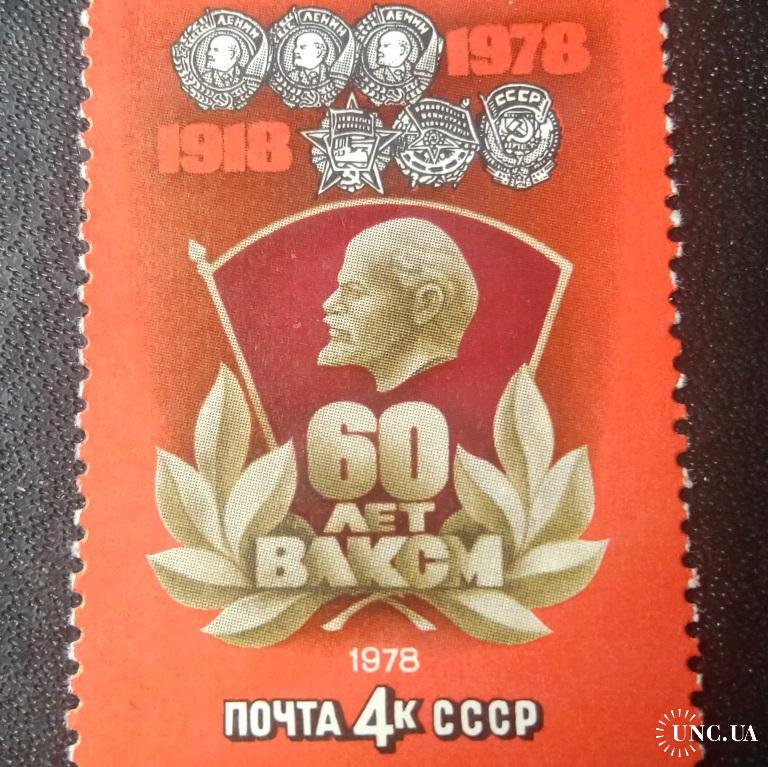 ЛЕНИН ЛЕНИН ЛЕНИН 1978
1918 СССР
60
ЛЕТ
ВЛКСМ
1978
ПОЧТА 4К СССР
UNC.UA